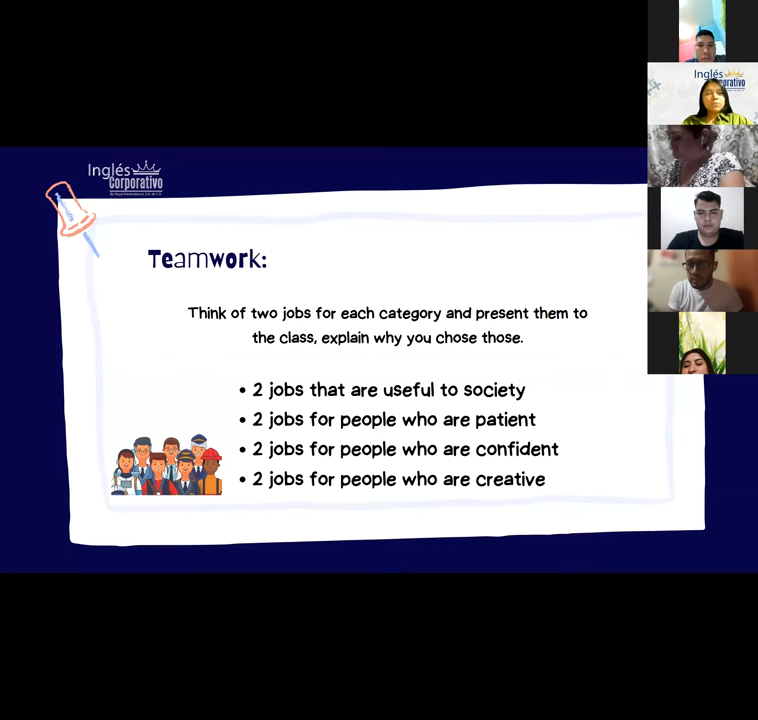 Inglés
Corporativo
Teamwork:
Think of two jobs for each category and present them to
the class, explain why you chose those.
• 2 jobs that are useful to society
• 2 jobs for people who are patient
• 2 jobs for people who are confident
• 2 jobs for people who are creative
Inglés